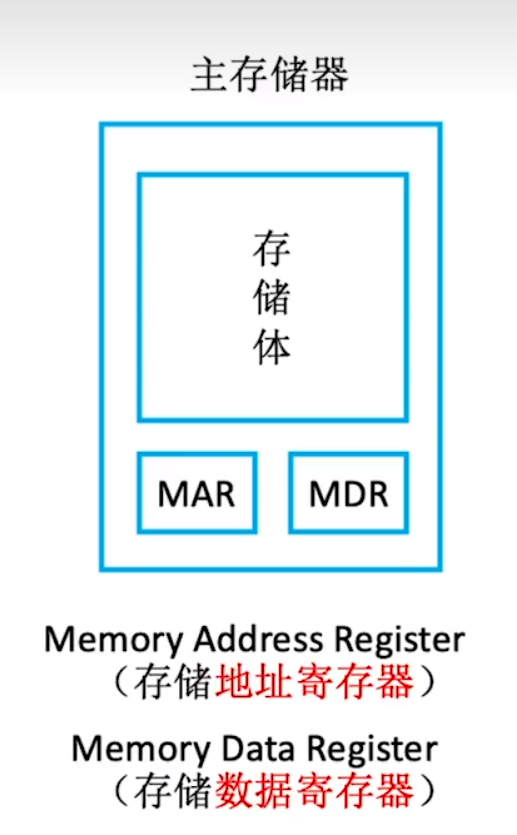 主存储器
存
储
体
MAR
MDR
Memory Address Register
（存储地址寄存器）
Memory Data Register
（存储数据寄存器）